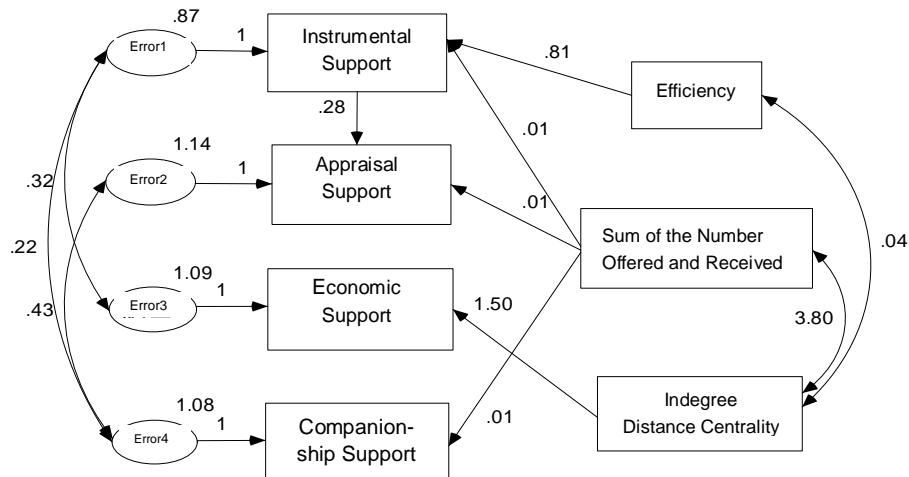 .87
Error1
1
Instrumental
Support
.81
Efficiency
.28
.01
1.14
Error2
1
Appraisal
Support
.32
.01
Sum of the Number
Offered and Received
.04
.22
1.09
Error3
1
Economic
Support
.43
1.50
3.80
1.08
Error4
1
Companion-
ship Support
.01
Indegree
Distance Centrality